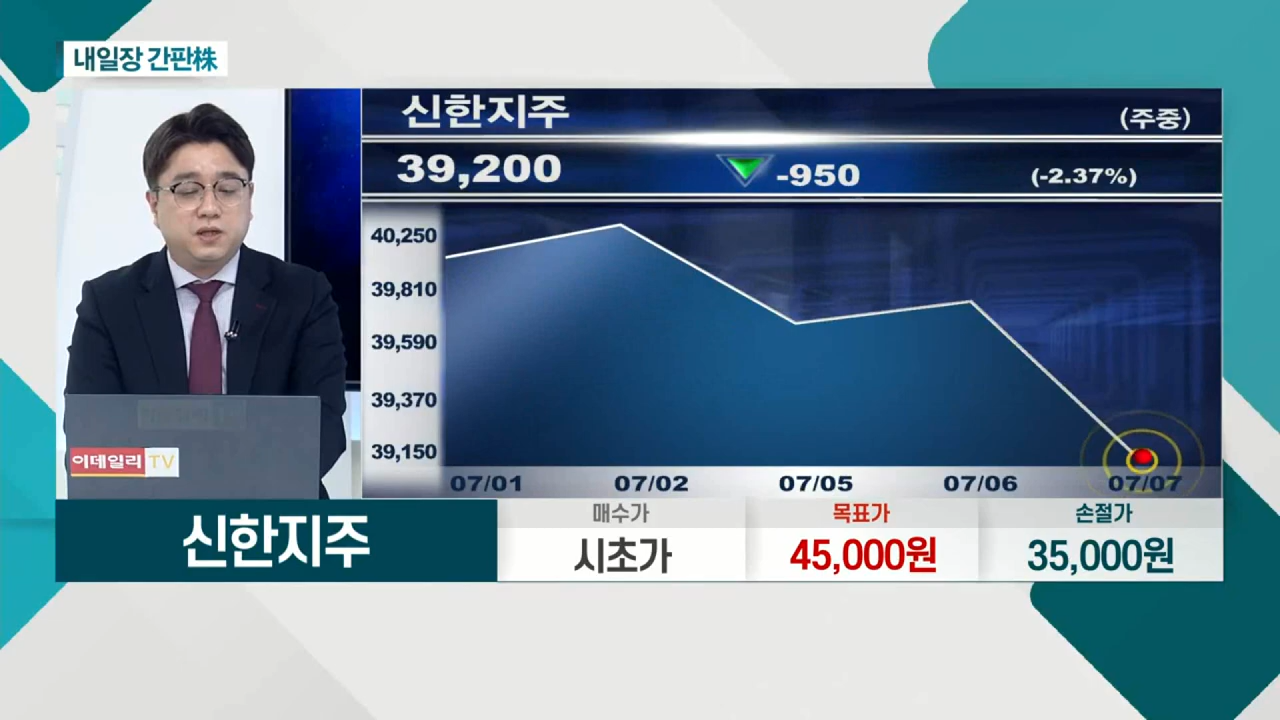 내일장 간판株
신한지주
(주중)
39,200
-950
(-2.37%)
40,250
39,810
39,590
39,370
39,150
07/01
07/02
07/05
07/06
07/07
이데일리TV
신한지주
매수가
시초가
목표가
45,000원
손절가
35,000원